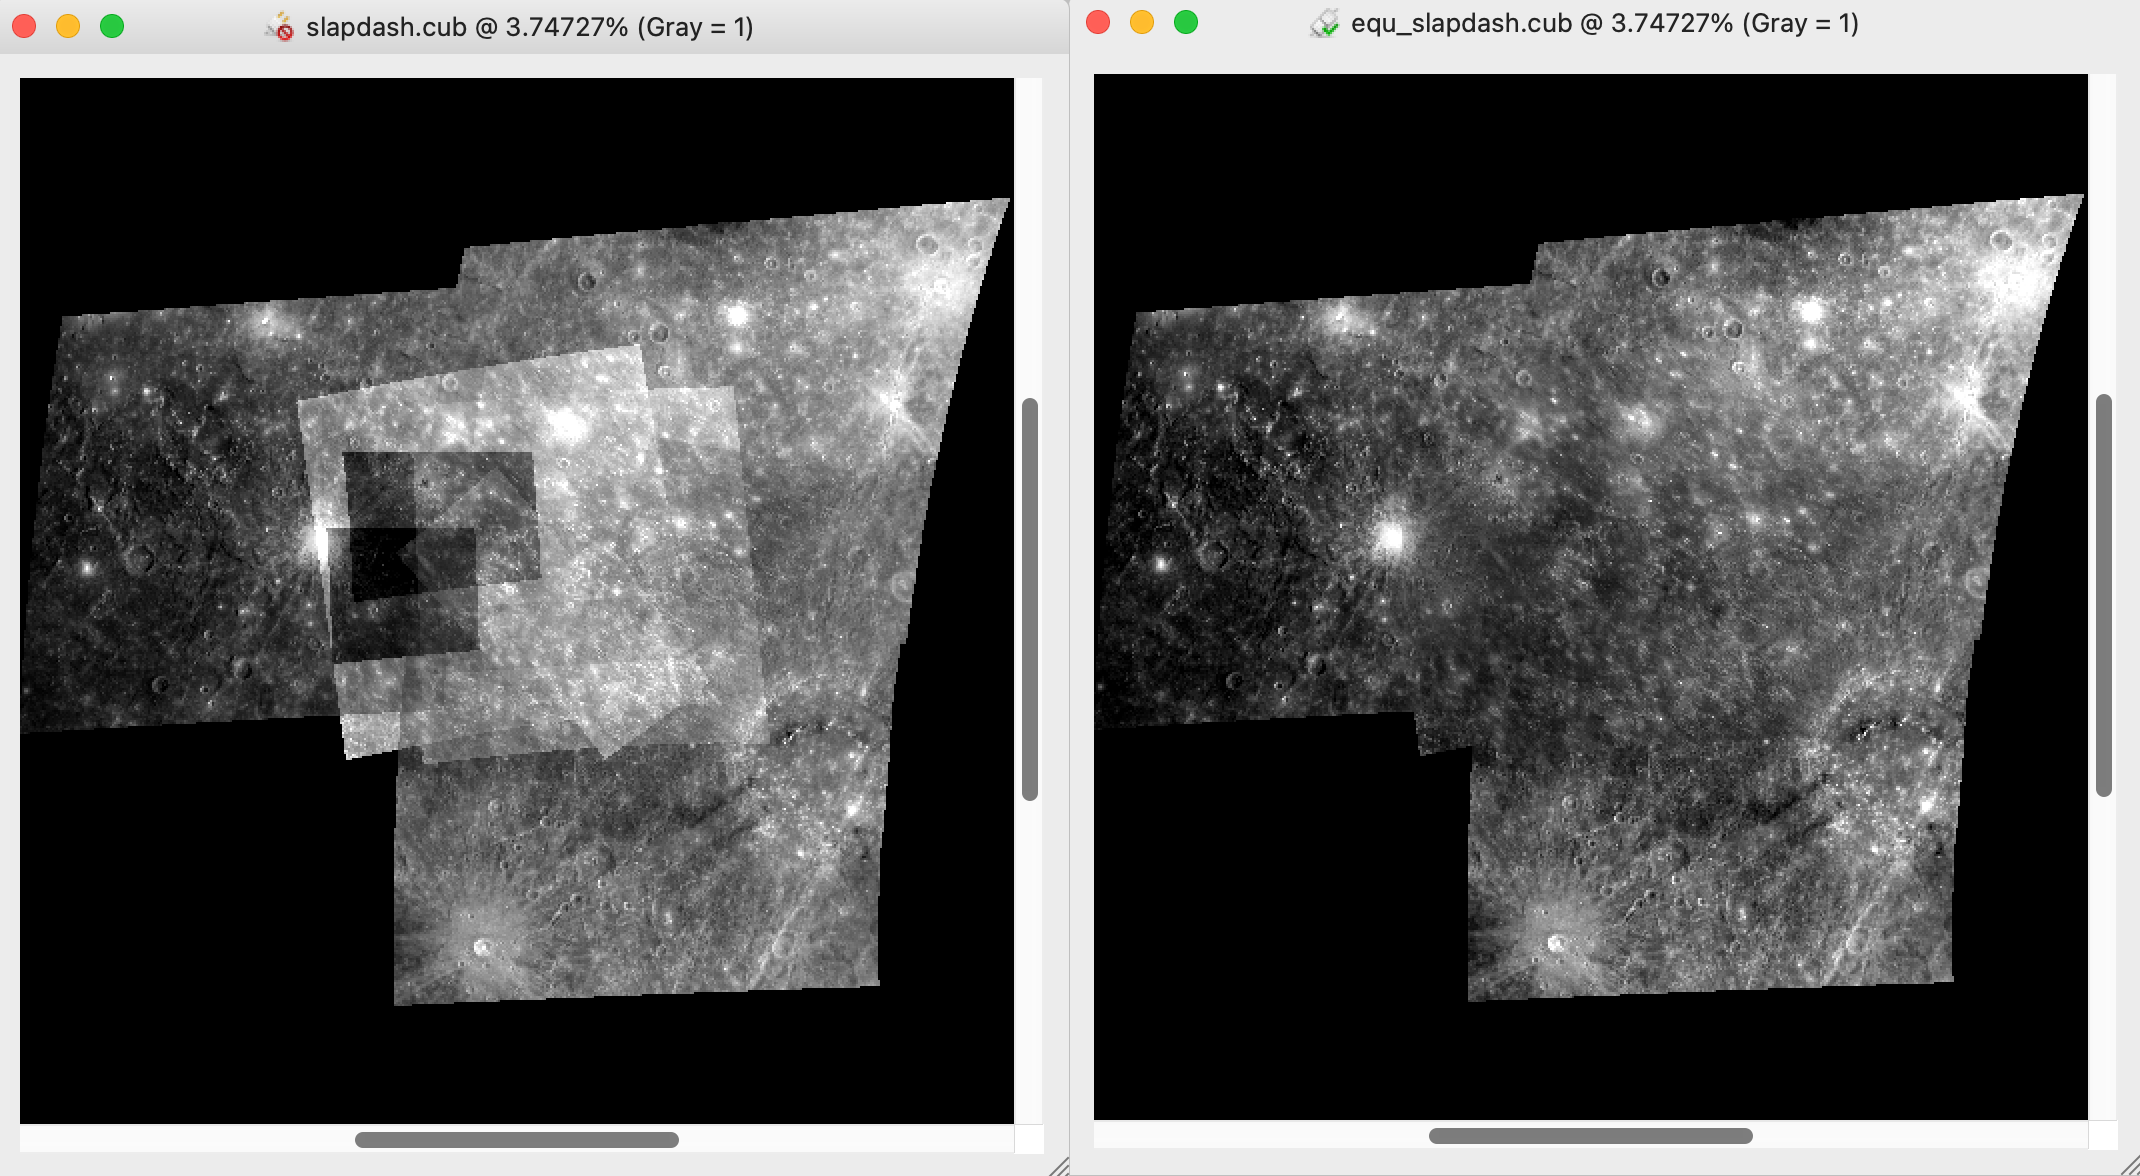 slapdash.cub @ 3.74727% (Gray = 1)
equ_slapdash.cub @ 3.74727% (Gray = 1)